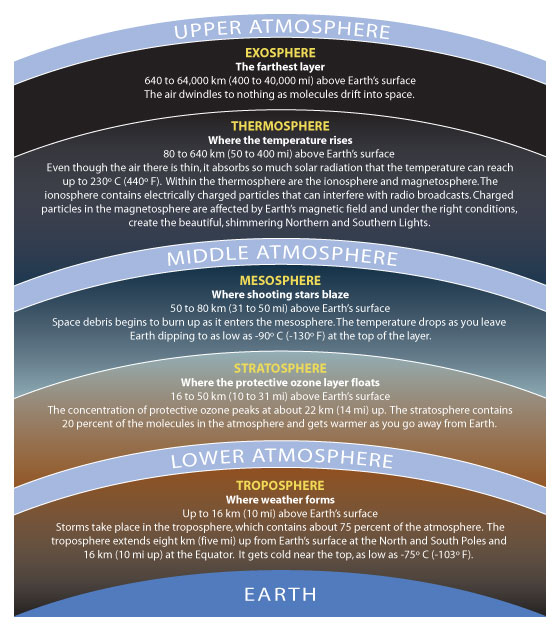 UPPER ATMOSPHERE
EXOSPHERE
The farthest layer
640 to 64,000 km (400 to 40,000 mi) above Earth's surface
The air dwindles to nothing as molecules drift into space.
THERMOSPHERE
Where the temperature rises
80 to 640 km (50 to 400 mi) above Earth's surface
Even though the air there is thin, it absorbs so much solar radiation that the temperature can reach
up to 230º C (440º F). Within the thermosphere are the ionosphere and magnetosphere. The
ionosphere contains electrically charged particles that can interfere with radio broadcasts. Charged
particles in the magnetosphere are affected by Earth's magnetic field and under the right conditions,
create the beautiful, shimmering Northern and Southern Lights.
MIDDLE ATMOSPHERE
MESOSPHERE
Where shooting stars blaze
50 to 80 km (31 to 50 mi) above Earth's surface
Space debris begins to burn up as it enters the mesosphere. The temperature drops as you leave
Earth dipping to as low as -90º C (-130º F) at the top of the layer.
STRATOSPHERE
Where the protective ozone layer floats
16 to 50 km (10 to 31 mi) above Earth's surface
The concentration of protective ozone peaks at about 22 km (14 mi) up. The stratosphere contains
20 percent of the molecules in the atmosphere and gets warmer as you go away from Earth.
LOWER ATMOSPHERE
TROPOSPHERE
Where weather forms
Up to 16 km (10 mi) above Earth's surface
Storms take place in the troposphere, which contains about 75 percent of the atmosphere. The
troposphere extends eight km (five mi) up from Earth's surface at the North and South Poles and
16 km (10 mi up) at the Equator. It gets cold near the top, as low as -75º C (-103º F).
EARTH